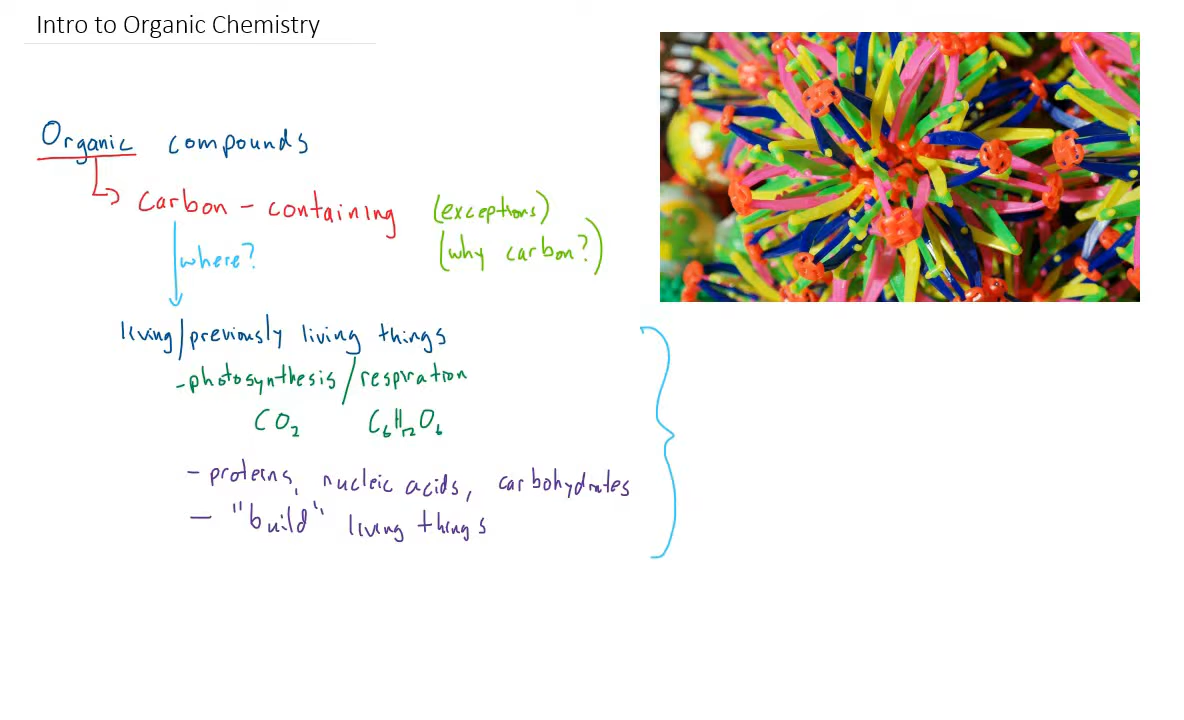 Intro to Organic Chemistry
Organic compounds
Carbon - containing (exceptions)
(why carbon?)
where?
living/previously living things
- photosynthesis/respiration
CO2 C6H12O6
- proteins, nucleic acids, carbohydrates
- "build" living things